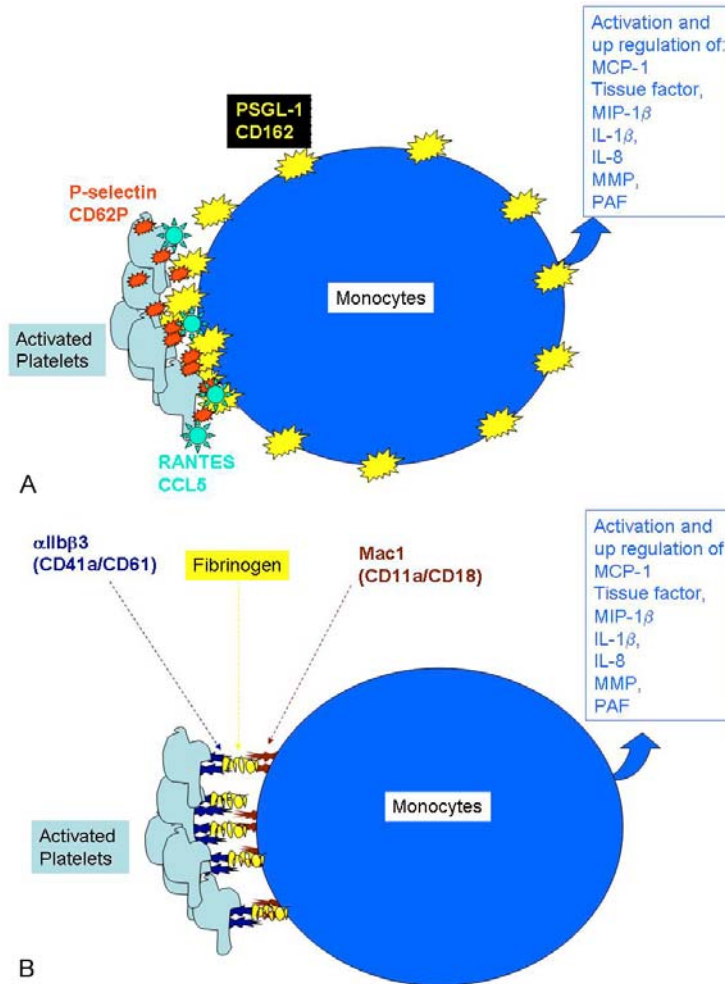 Activation and
up regulation of:
MCP-1
Tissue factor,
MIP-1β
IL-1β,
IL-8
MMP,
PAF
PSGL-1
CD162
P-selectin
CD62P
Monocytes
Activated
Platelets
RANTES
CCL5
A
αIIbβ3
(CD41a/CD61)
Fibrinogen
Mac1
(CD11a/CD18)
Activation and
up regulation of
MCP-1
Tissue factor,
MIP-1β
IL-1β,
IL-8
MMP,
PAF
Monocytes
Activated
Platelets
B